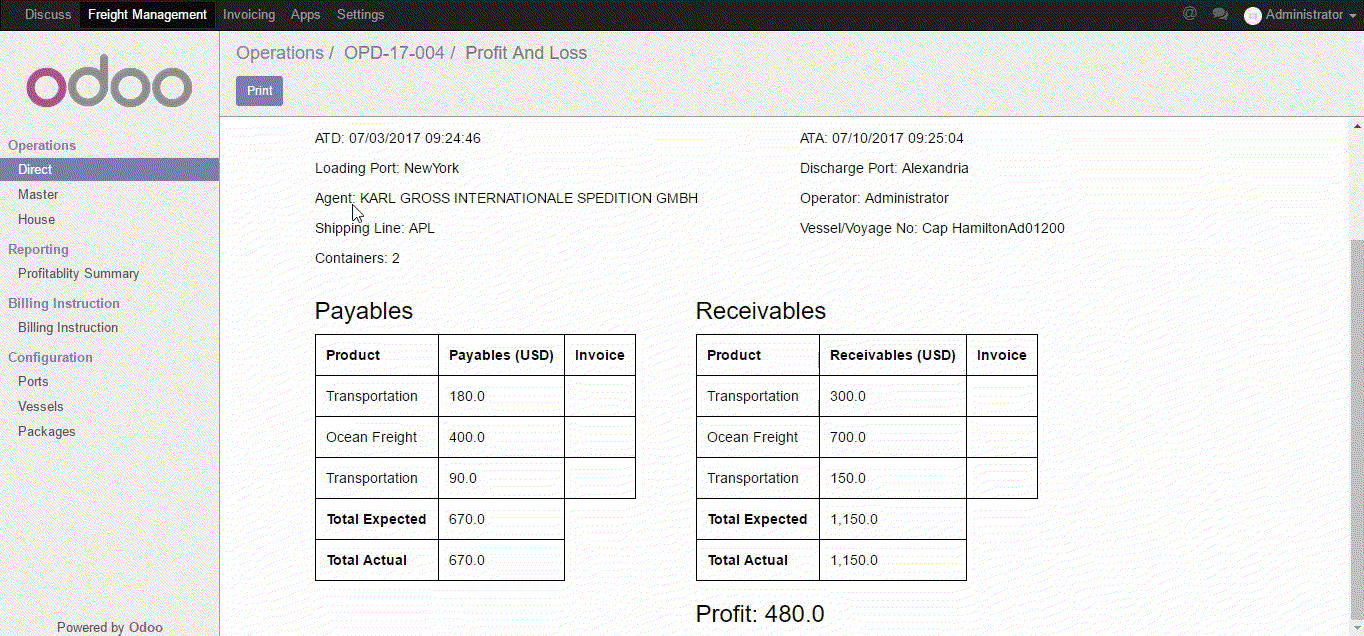 Discuss Freight Management Invoicing Apps Settings @ Administrator
odoo
Operations
Direct
Master
House
Reporting
Profitablity Summary
Billing Instruction
Billing Instruction
Configuration
Ports
Vessels
Packages
Powered by Odoo
Operations / OPD-17-004 / Profit And Loss
Print
ATD: 07/03/2017 09:24:46 ATA: 07/10/2017 09:25:04
Loading Port: NewYork Discharge Port: Alexandria
Agent: KARL GROSS INTERNATIONALE SPEDITION GMBH Operator: Administrator
Shipping Line: APL Vessel/Voyage No: Cap HamiltonAd01200
Containers: 2
Payables
Product Payables (USD) Invoice
Transportation 180.0
Ocean Freight 400.0
Transportation 90.0
Total Expected 670.0
Total Actual 670.0
Receivables
Product Receivables (USD) Invoice
Transportation 300.0
Ocean Freight 700.0
Transportation 150.0
Total Expected 1,150.0
Total Actual 1,150.0
Profit: 480.0